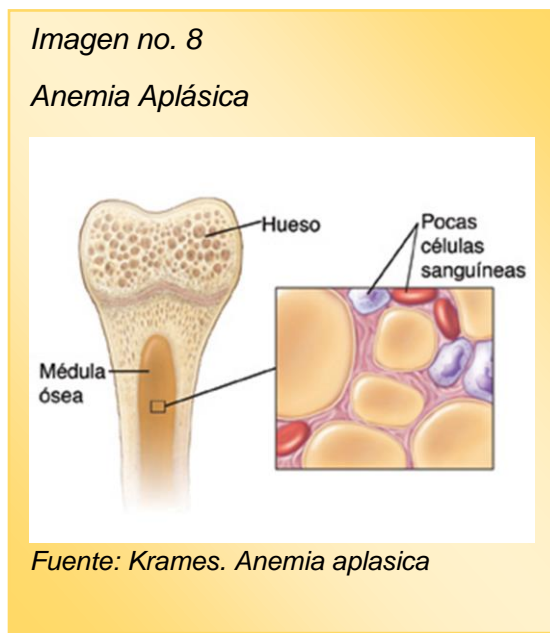 Imagen no. 8
Anemia Aplásica
Hueso
Pocas
células
sanguíneas
Médula
ósea
Fuente: Krames. Anemia aplasica